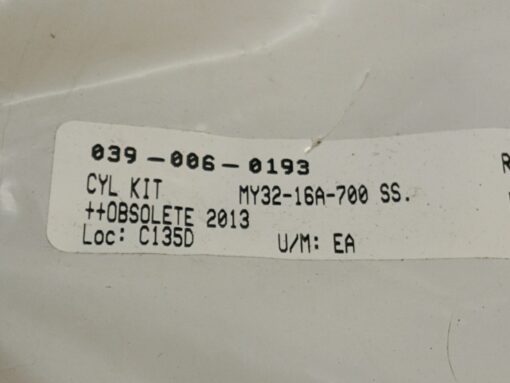 039-006-0193
CYL KIT MY32-16A-700 SS.
++OBSOLETE 2013
Loc: C135D U/M: EA
R